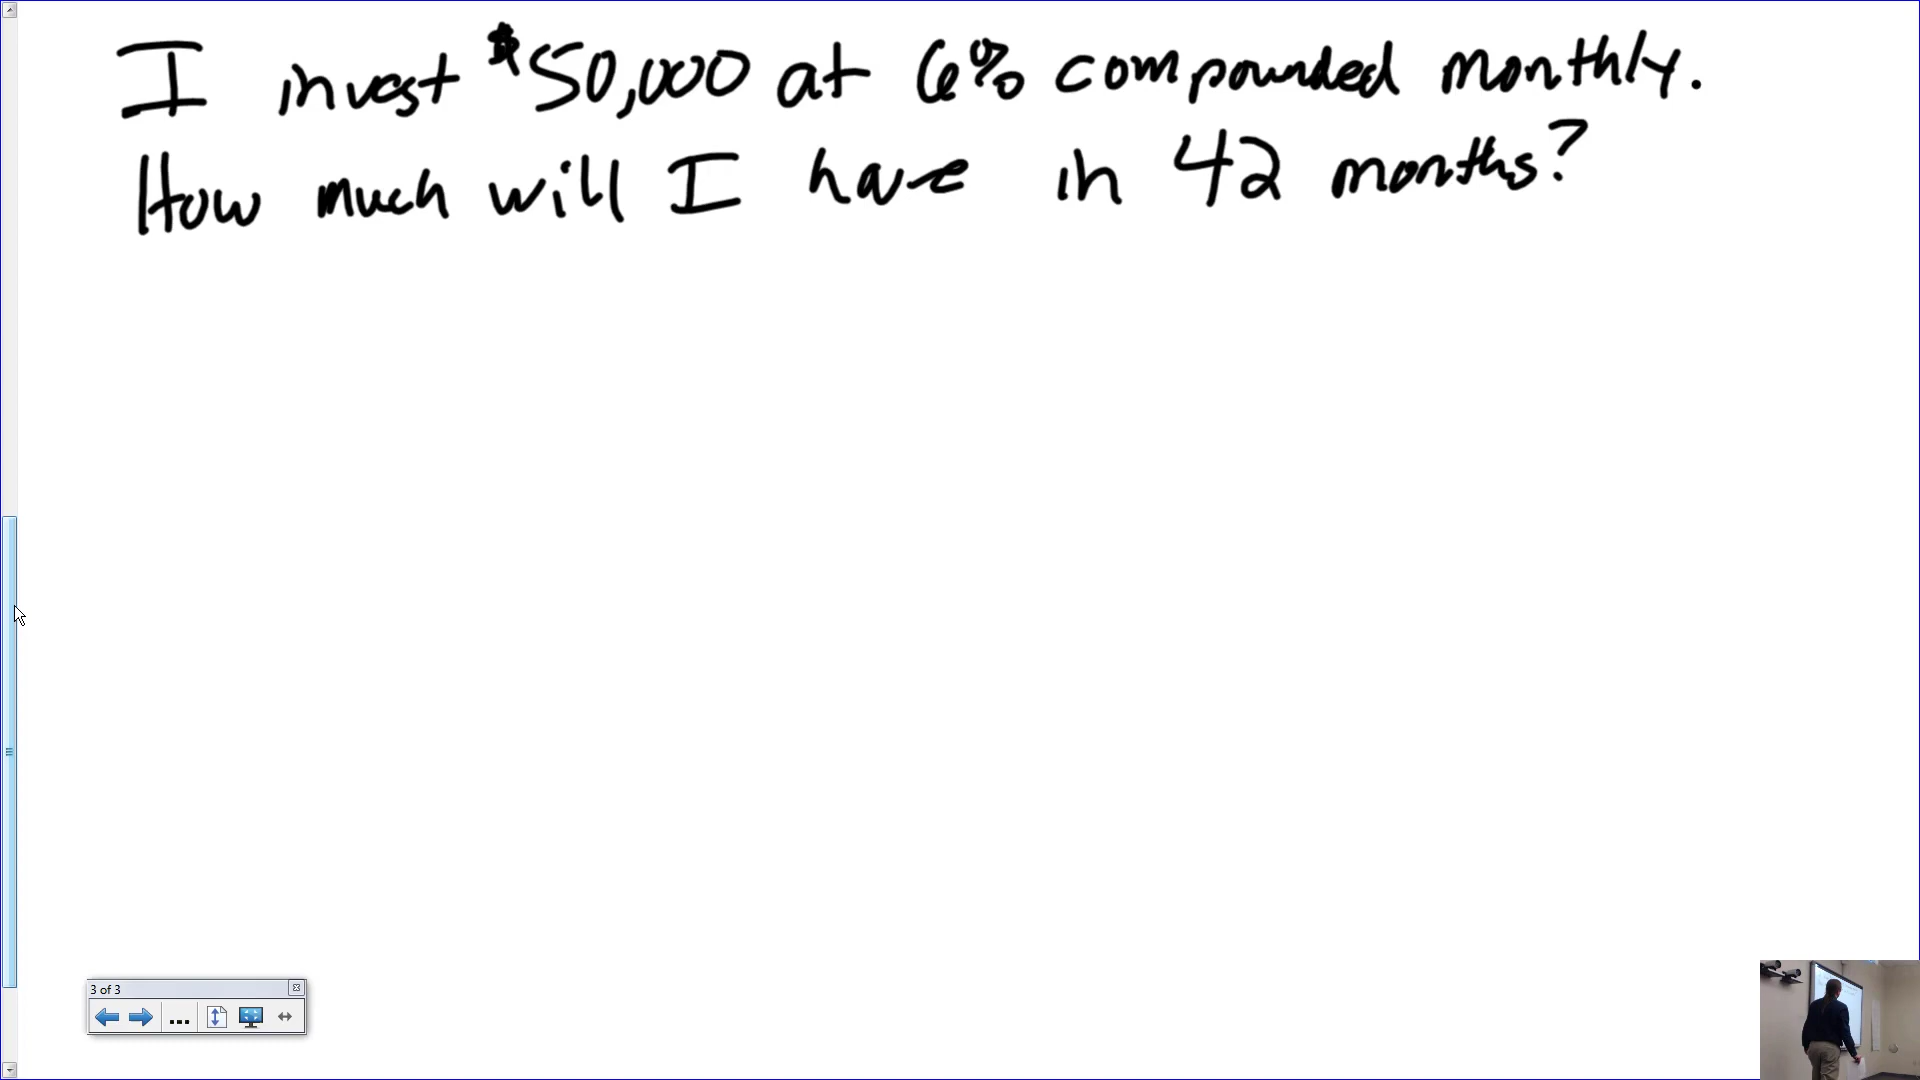 I invest $50,000 at 6% compounded monthly.
How much will I have in 42 months?
3 of 3
...